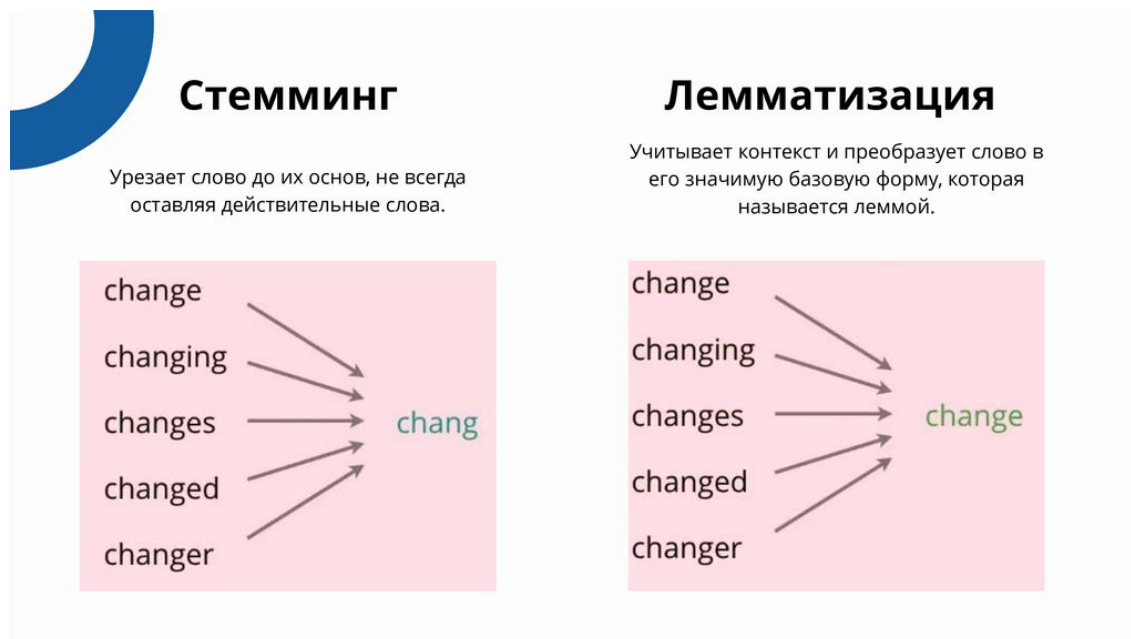 Стемминг
Урезает слово до их основ, не всегда
оставляя действительные слова.
change
changing
changes
changed
changer
chang
Лемматизация
Учитывает контекст и преобразует слово в
его значимую базовую форму, которая
называется леммой.
change
changing
changes
changed
changer
change